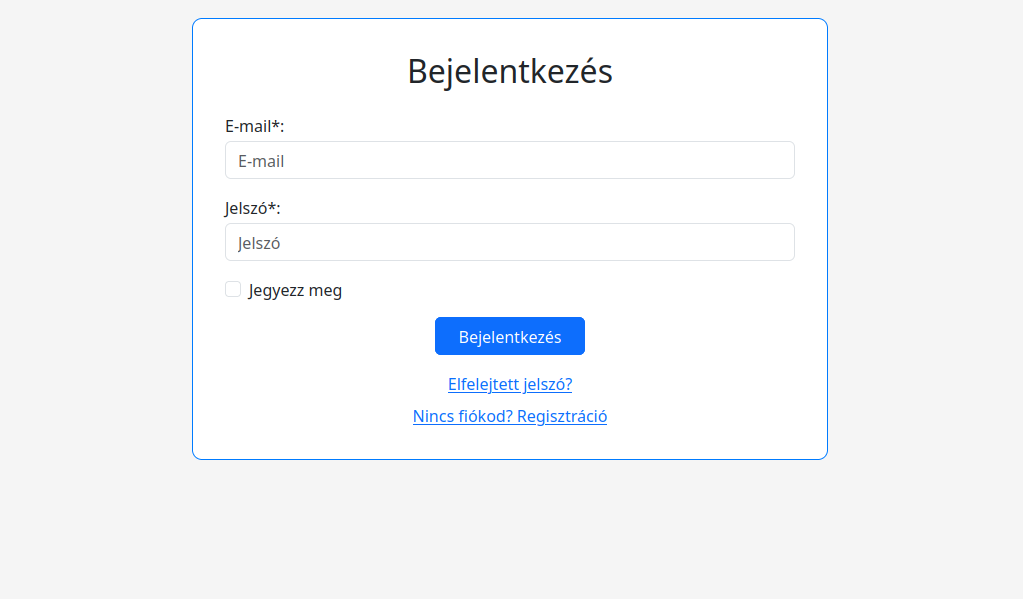 Bejelentkezés
E-mail*:
E-mail
Jelszó*:
Jelszó
Jegyezz meg
Bejelentkezés
Elfelejtett jelszó?
Nincs fiókod? Regisztráció